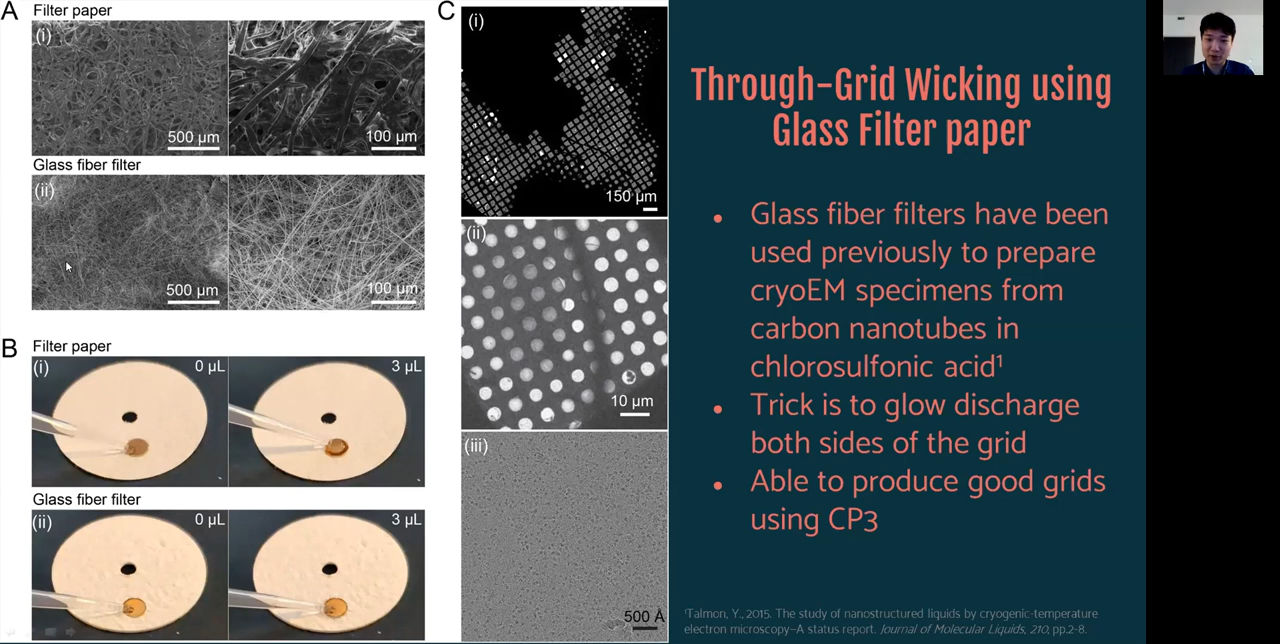 A
Filter paper
(i)
500 µm
100 µm
Glass fiber filter
(ii)
500 µm
100 µm
B
Filter paper
(i)
0 µL
3 µL
Glass fiber filter
(ii)
0 µL
3 µL
C
(i)
150 µm
(ii)
10 µm
(iii)
500 Å
Through-Grid Wicking using
Glass Filter paper
• Glass fiber filters have been
used previously to prepare
cryoEM specimens from
carbon nanotubes in
chlorosulfonic acid¹
• Trick is to glow discharge
both sides of the grid
• Able to produce good grids
using CP3
¹Talmon, Y., 2015. The study of nanostructured liquids by cryogenic-temperature
electron microscopy—A status report. Journal of Molecular Liquids, 210, pp.2-8.